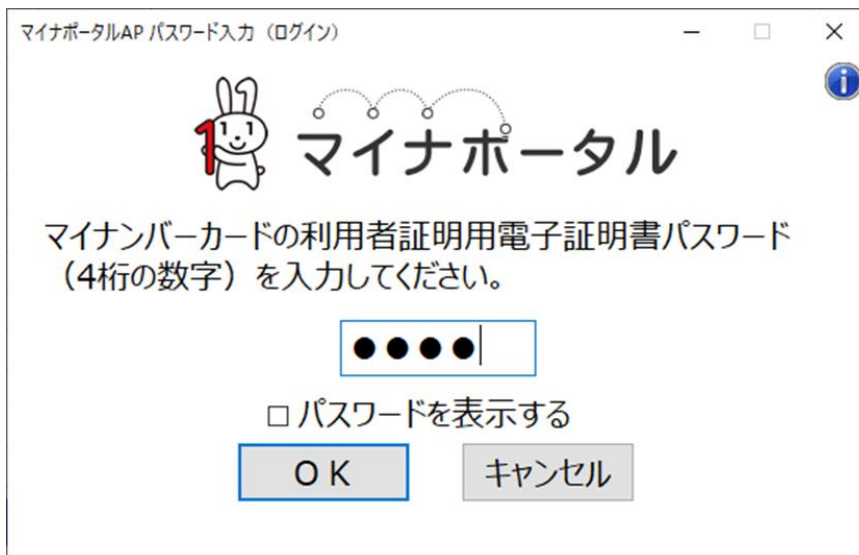 マイナポータルAP パスワード入力（ログイン）
マイナポータル
マイナンバーカードの利用者証明用電子証明書パスワード
（4桁の数字）を入力してください。
●●●●
パスワードを表示する
ＯＫ
キャンセル